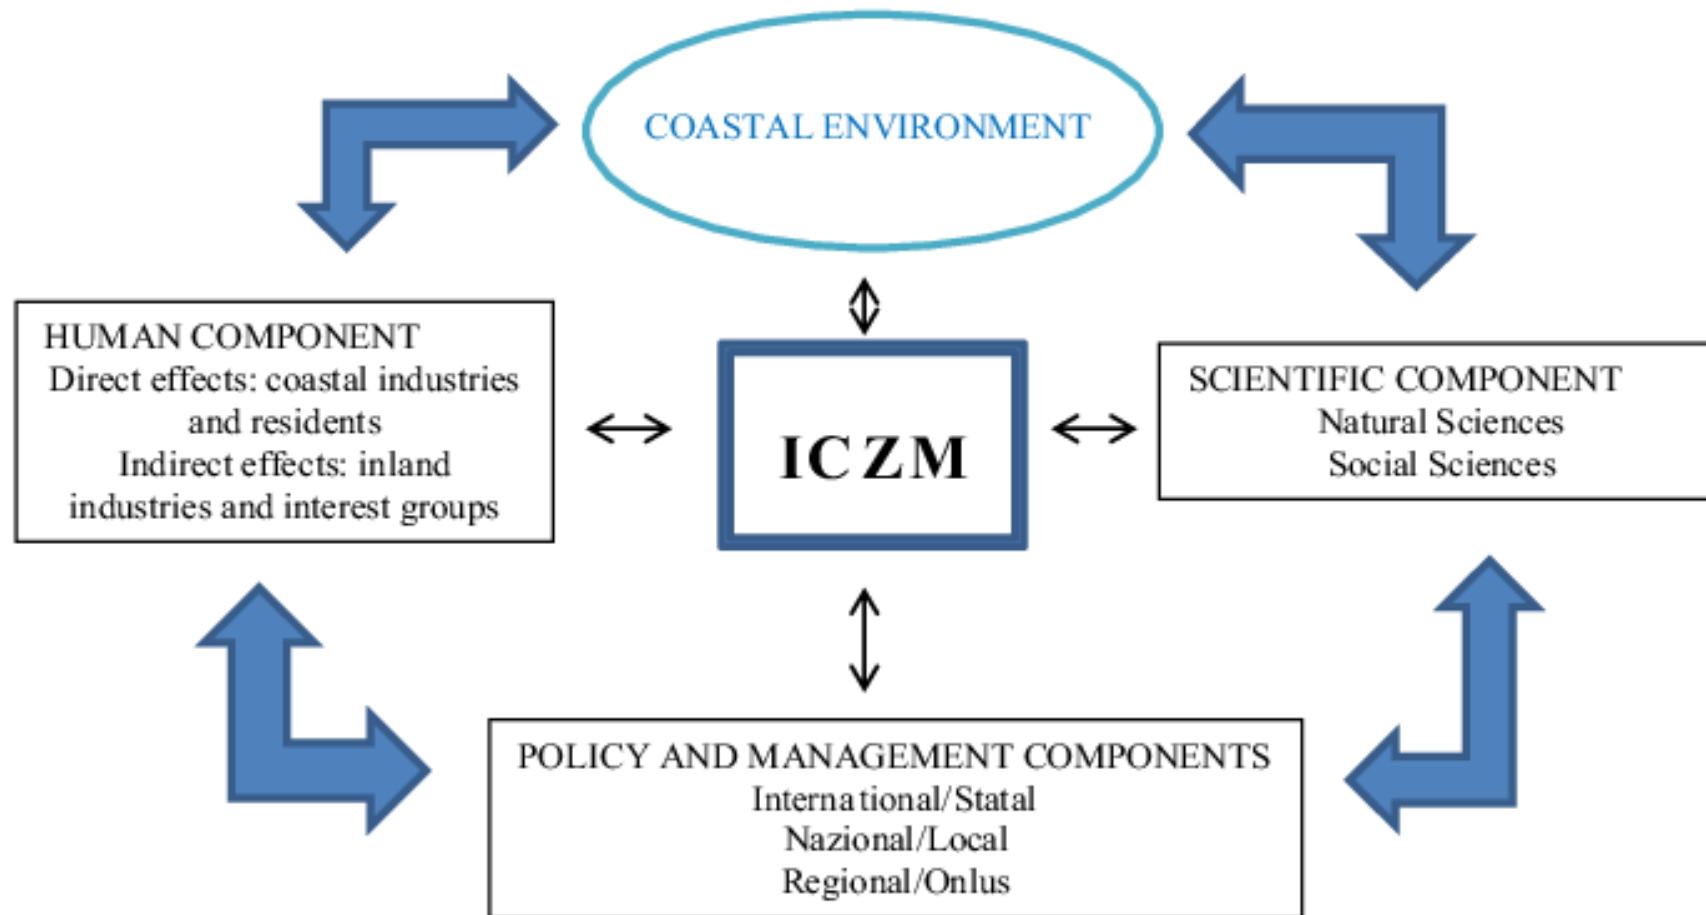 COASTAL ENVIRONMENT
HUMAN COMPONENT
Direct effects: coastal industries
and residents
Indirect effects: inland
industries and interest groups
ICZM
SCIENTIFIC COMPONENT
Natural Sciences
Social Sciences
POLICY AND MANAGEMENT COMPONENTS
International/Statal
Nazional/Local
Regional/Onlus